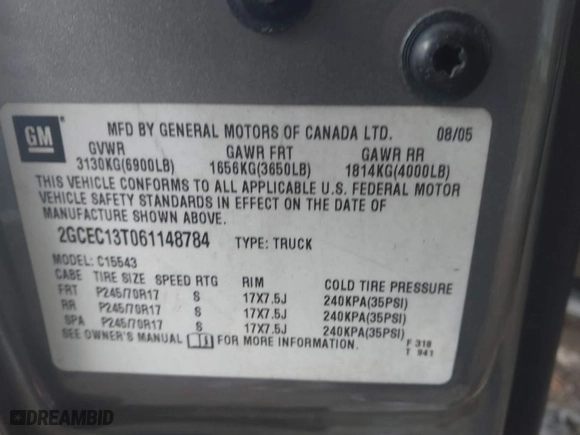 GM
MFD BY GENERAL MOTORS OF CANADA LTD. 08/05
GVWR GAWR FRT GAWR RR
3130KG(6900LB) 1656KG(3650LB) 1814KG(4000LB)
THIS VEHICLE CONFORMS TO ALL APPLICABLE U.S. FEDERAL MOTOR
VEHICLE SAFETY STANDARDS IN EFFECT ON THE DATE OF
MANUFACTURE SHOWN ABOVE.
2GCEC13T061148784 TYPE: TRUCK
MODEL: C15543
CABE TIRE SIZE SPEED RTG RIM COLD TIRE PRESSURE
FRT P245/70R17 S 17X7.5J 240KPA(35PSI)
RR P245/70R17 S 17X7.5J 240KPA(35PSI)
SPA P245/70R17 S 17X7.5J 240KPA(35PSI)
SEE OWNER'S MANUAL FOR MORE INFORMATION.
F 318
T 941
DREAMBID